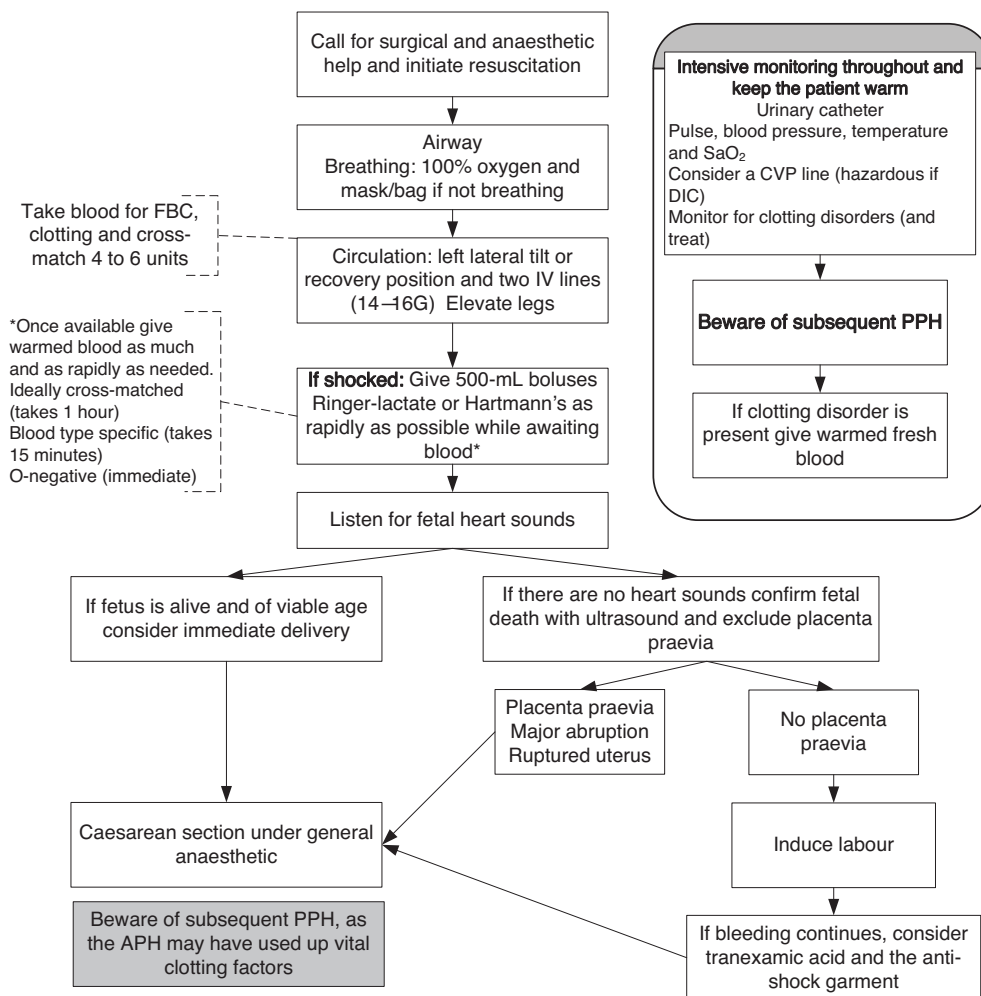 Call for surgical and anaesthetic
help and initiate resuscitation
Airway
Breathing: 100% oxygen and
mask/bag if not breathing
Take blood for FBC,
clotting and cross-
match 4 to 6 units
Circulation: left lateral tilt or
recovery position and two IV lines
(14–16G)  Elevate legs
*Once available give
warmed blood as much
and as rapidly as needed.
Ideally cross-matched
(takes 1 hour)
Blood type specific (takes
15 minutes)
O-negative (immediate)
If shocked: Give 500-mL boluses
Ringer-lactate or Hartmann's as
rapidly as possible while awaiting
blood*
Listen for fetal heart sounds
If fetus is alive and of viable age
consider immediate delivery
If there are no heart sounds confirm fetal
death with ultrasound and exclude placenta
praevia
Placenta praevia
Major abruption
Ruptured uterus
No placenta
praevia
Caesarean section under general
anaesthetic
Induce labour
Beware of subsequent PPH, as
the APH may have used up vital
clotting factors
If bleeding continues, consider
tranexamic acid and the anti-
shock garment
Intensive monitoring throughout and
keep the patient warm
Urinary catheter
Pulse, blood pressure, temperature
and SaO₂
Consider a CVP line (hazardous if
DIC)
Monitor for clotting disorders (and
treat)
Beware of subsequent PPH
If clotting disorder is
present give warmed fresh
blood